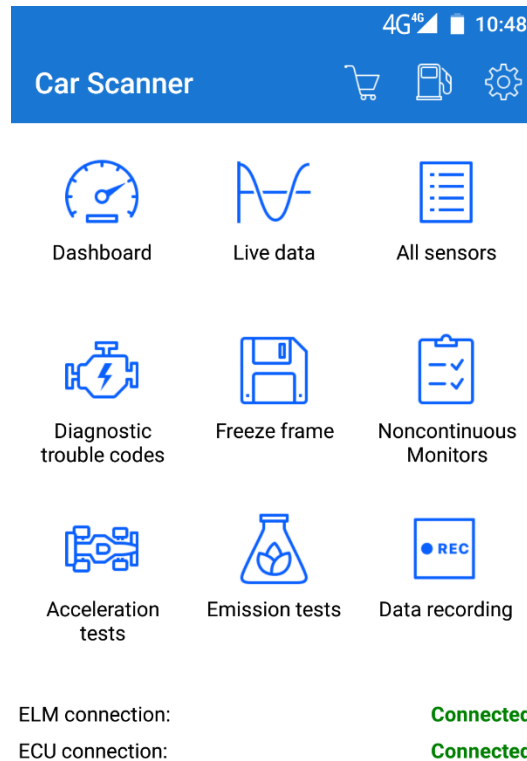 4G 4G 10:48
Car Scanner
Dashboard Live data All sensors
Diagnostic trouble codes
Freeze frame
Noncontinuous Monitors
D
REC
Acceleration tests
Emission tests
Data recording
ELM connection: Connected
ECU connection: Connected